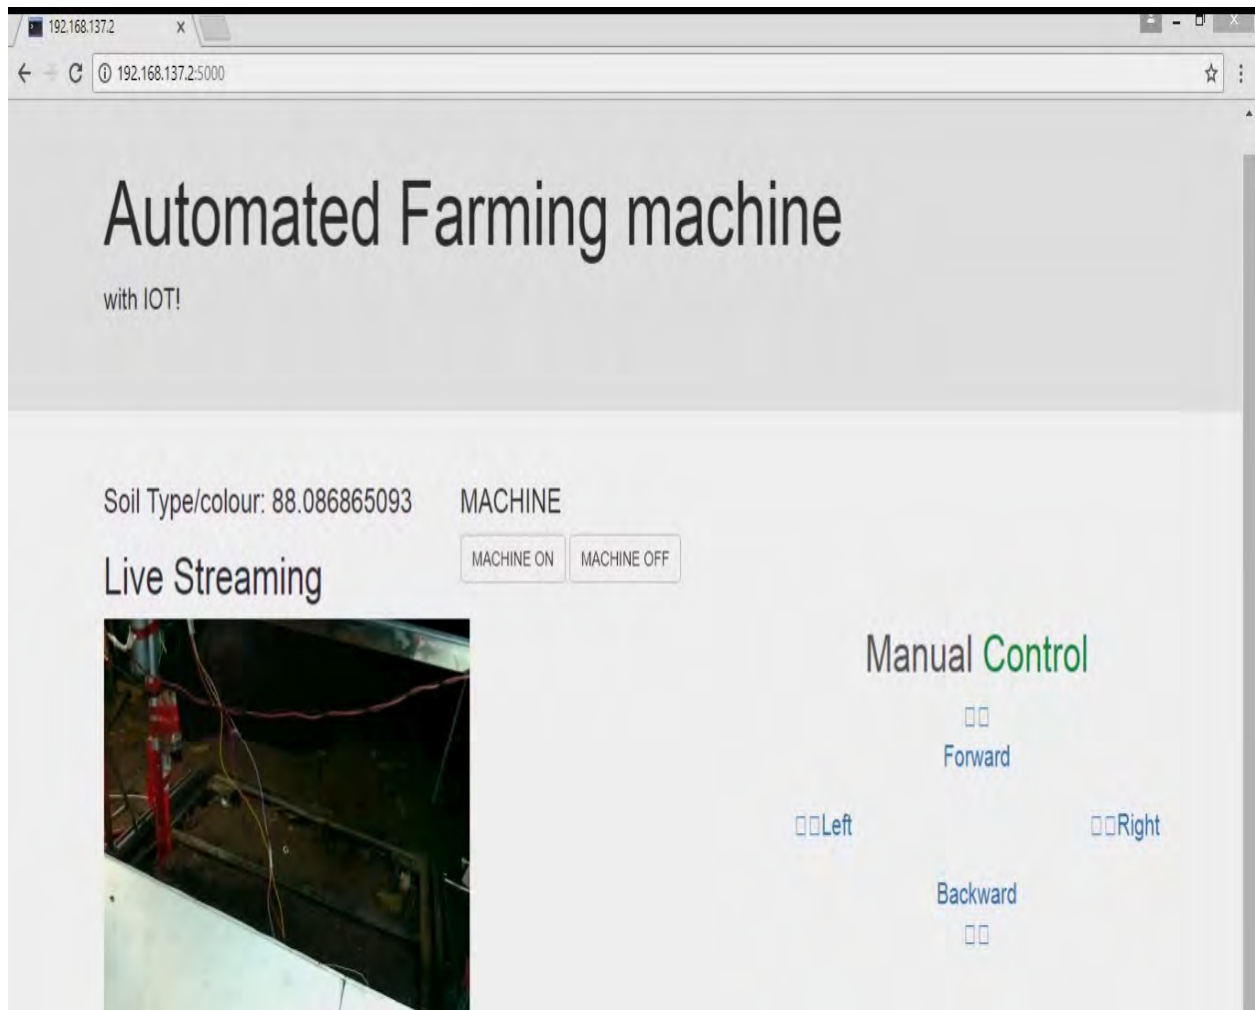 192.168.137.2
192.168.137.2:5000
Automated Farming machine
with IOT!
Soil Type/colour: 88.086865093
MACHINE
MACHINE ON
MACHINE OFF
Live Streaming
Manual Control
Forward
Left
Right
Backward